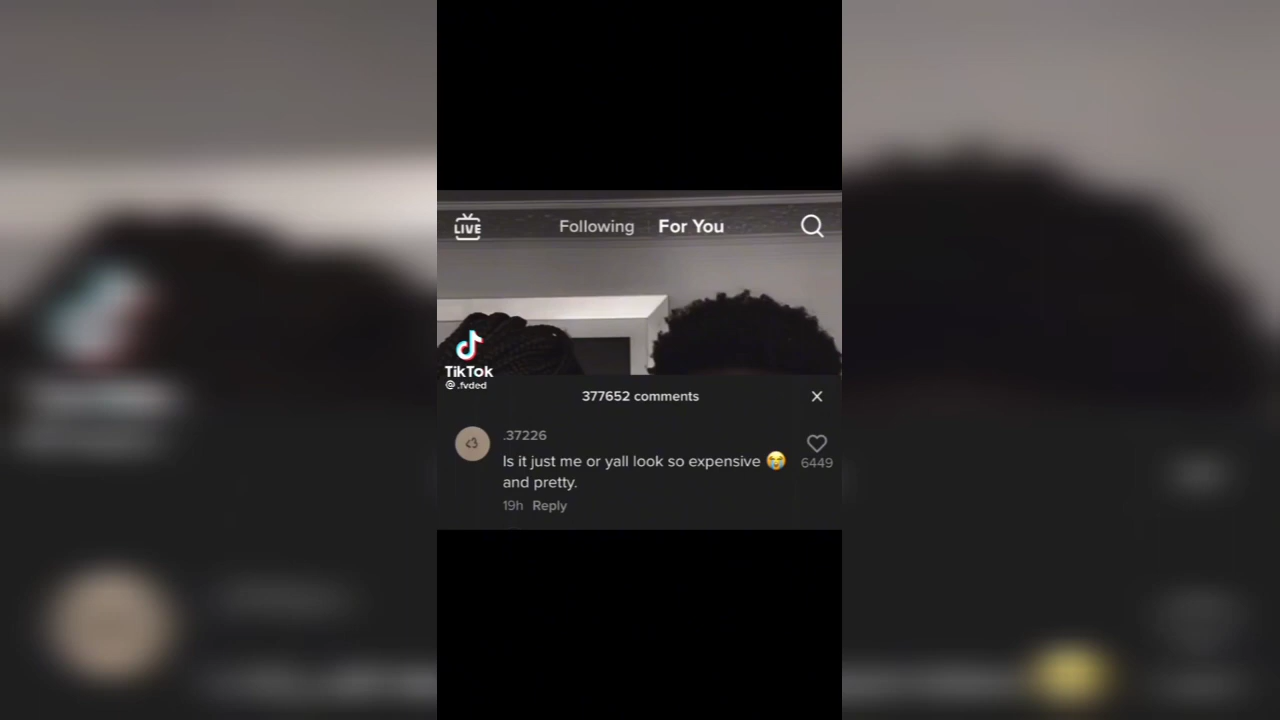 LIVE
Following For You
TikTok
@.fvded
377652 comments
.37226
Is it just me or yall look so expensive 😭
and pretty.
6449
19h Reply